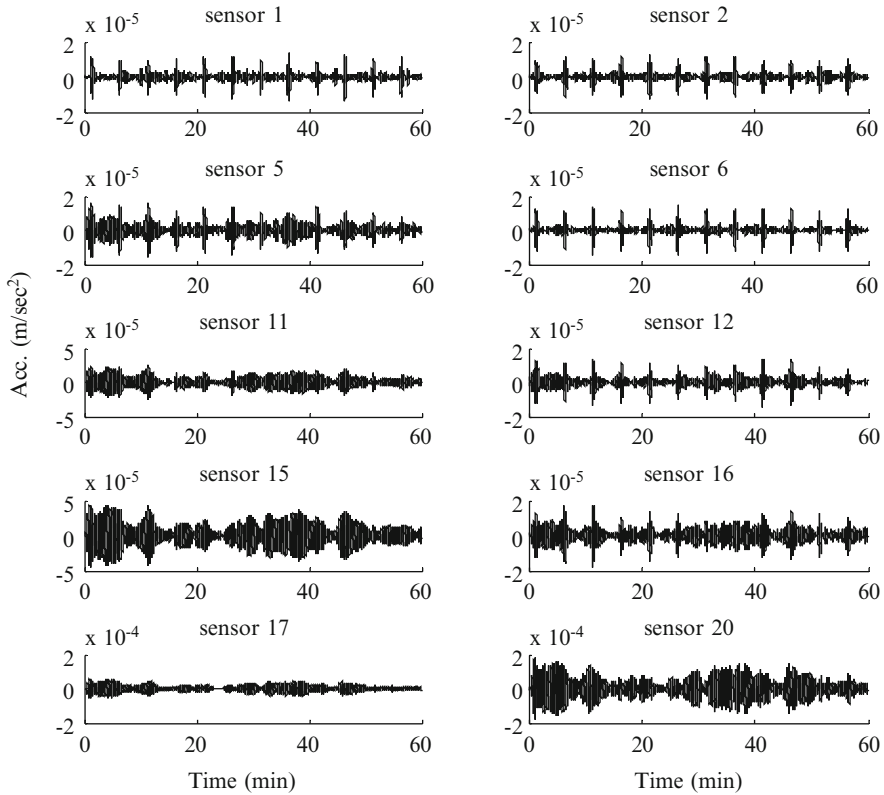 sensor 1
x 10-5
2
0
-2
0 20 40 60
sensor 2
x 10-5
2
0
-2
0 20 40 60
sensor 5
x 10-5
2
0
-2
0 20 40 60
sensor 6
x 10-5
2
0
-2
0 20 40 60
Acc. (m/sec2)
sensor 11
x 10-5
5
0
-5
0 20 40 60
sensor 12
x 10-5
2
0
-2
0 20 40 60
sensor 15
x 10-5
5
0
-5
0 20 40 60
sensor 16
x 10-5
2
0
-2
0 20 40 60
sensor 17
x 10-4
2
0
-2
0 20 40 60
Time (min)
sensor 20
x 10-4
2
0
-2
0 20 40 60
Time (min)